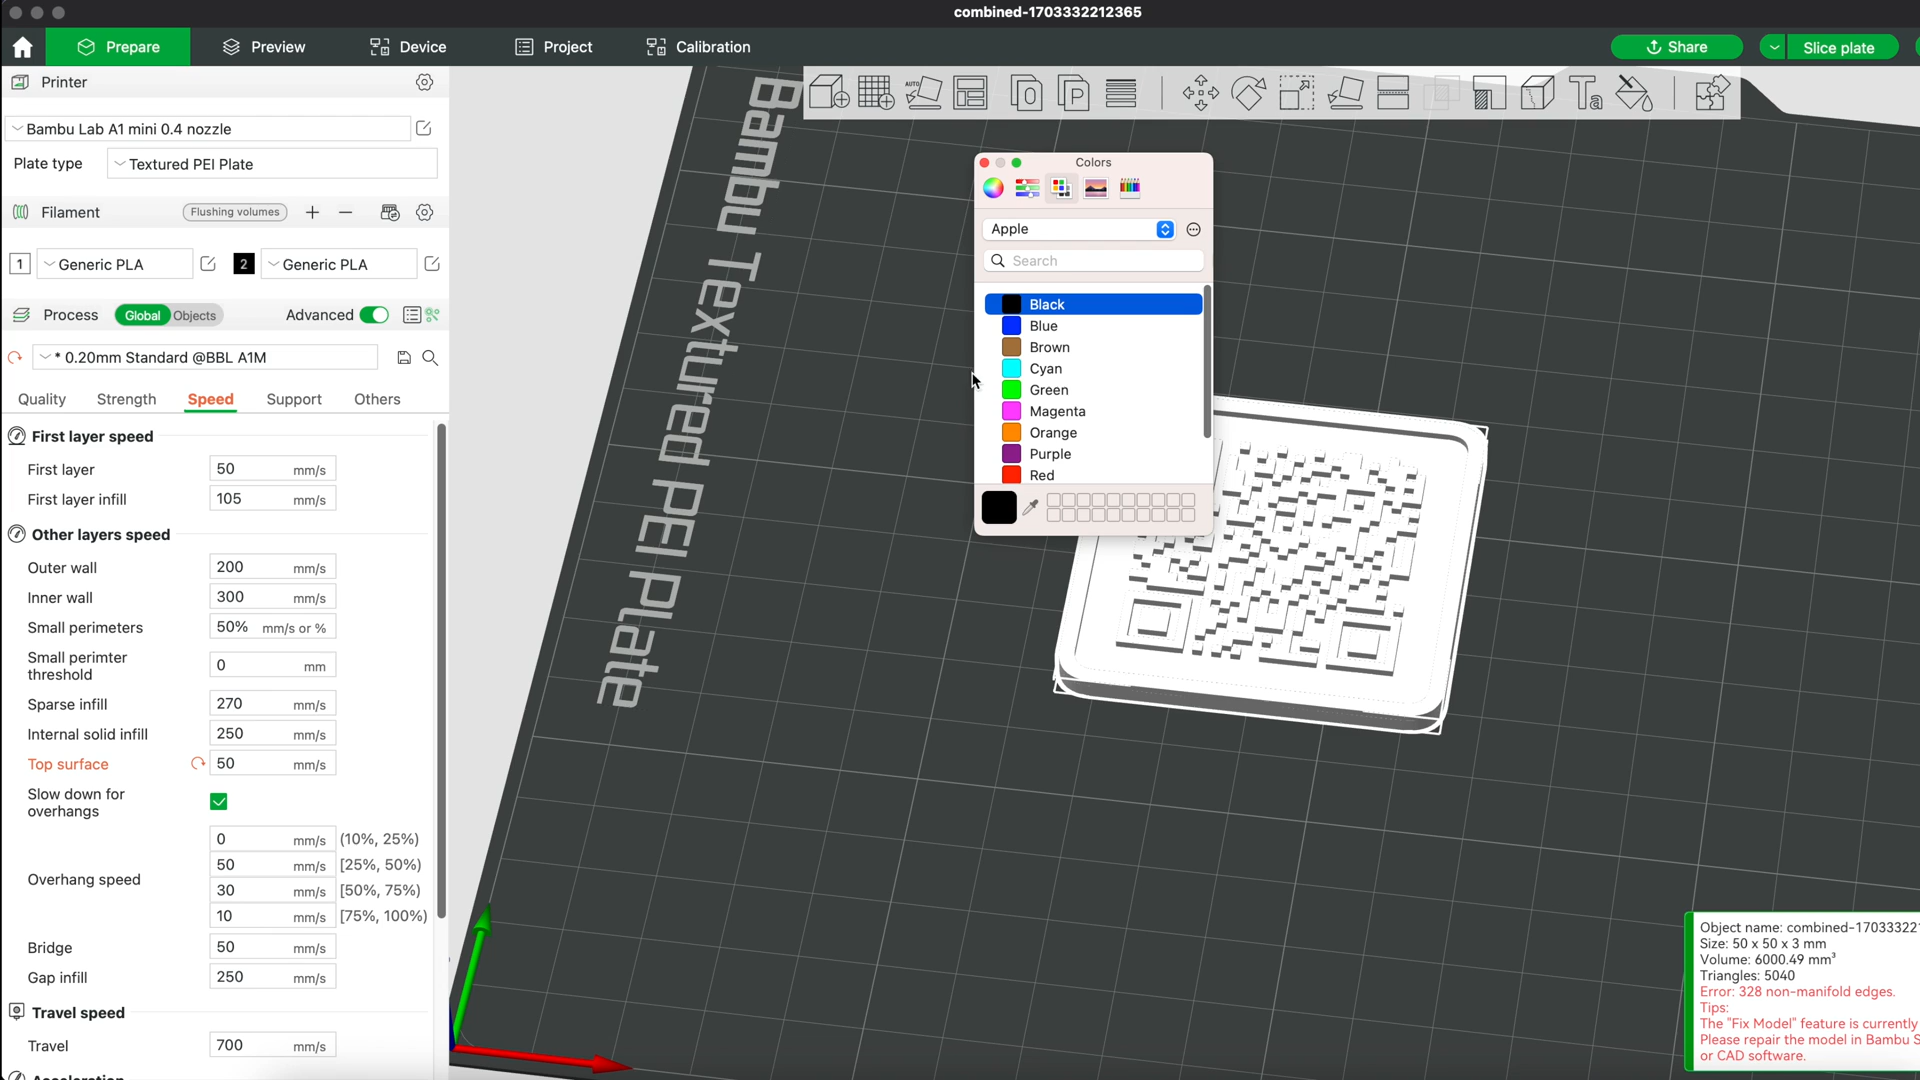 combined-1703332212365
Prepare
Preview
Device
Project
Calibration
Share
Slice plate
Printer
Bambu Lab A1 mini 0.4 nozzle
Plate type
Textured PEI Plate
Filament
Flushing volumes
1
Generic PLA
2
Generic PLA
Process
Global
Objects
Advanced
* 0.20mm Standard @BBL A1M
Quality
Strength
Speed
Support
Others
First layer speed
First layer
50
mm/s
First layer infill
105
mm/s
Other layers speed
Outer wall
200
mm/s
Inner wall
300
mm/s
Small perimeters
50%
mm/s or %
Small perimter
threshold
0
mm
Sparse infill
270
mm/s
Internal solid infill
250
mm/s
Top surface
50
mm/s
Slow down for
overhangs
Overhang speed
0
mm/s
(10%, 25%)
50
mm/s
[25%, 50%)
30
mm/s
[50%, 75%)
10
mm/s
[75%, 100%)
Bridge
50
mm/s
Gap infill
250
mm/s
Travel speed
Travel
700
mm/s
Acceleration
AUTO
Bambu Textured PEI Plate
Colors
Apple
Search
Black
Blue
Brown
Cyan
Green
Magenta
Orange
Purple
Red
Object name: combined-170333221
Size: 50 x 50 x 3 mm
Volume: 6000.49 mm³
Triangles: 5040
Error: 328 non-manifold edges.
Tips:
The "Fix Model" feature is currently
Please repair the model in Bambu S
or CAD software.